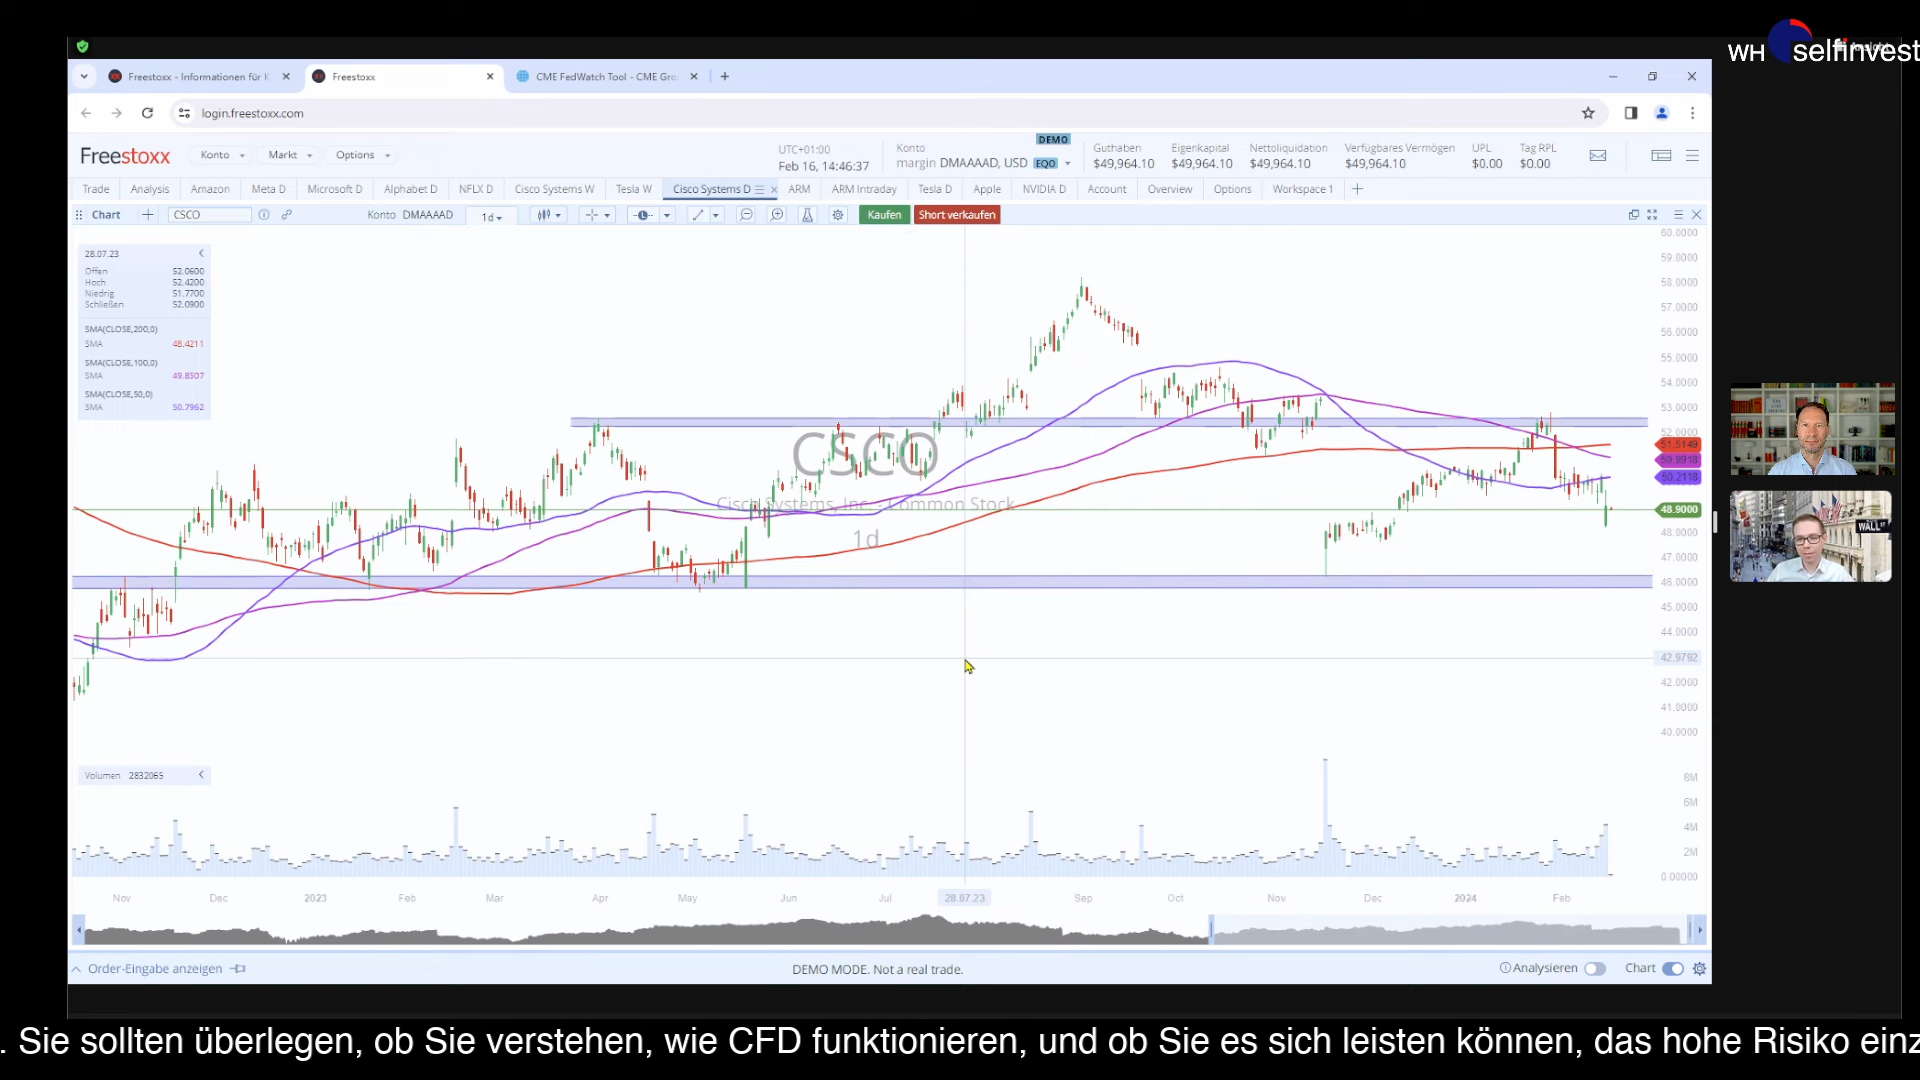 WH selfinvest
Freestoxx - Informationen für K
Freestoxx
CME FedWatch Tool - CME Gro
login.freestoxx.com
Freestoxx
Konto
Markt
Options
UTC+01:00
Feb 16, 14:46:37
Konto
margin DMAAAAD, USD EQO
DEMO
Guthaben
$49,964.10
Eigenkapital
$49,964.10
Nettoliquidation
$49,964.10
Verfügbares Vermögen
$49,964.10
UPL
$0.00
Tag RPL
$0.00
Trade Analysis Amazon Meta D Microsoft D Alphabet D NFLX D Cisco Systems W Tesla W Cisco Systems D ARM ARM Intraday Tesla D Apple NVIDIA D Account Overview Options Workspace 1
Chart CSCO Konto DMAAAAD 1d Kaufen Short verkaufen
28.07.23
Offen 52.0600
Hoch 52.4200
Niedrig 51.7700
Schließen 52.0900
SMA(CLOSE,200,0)
SMA 48.4211
SMA(CLOSE,100,0)
SMA 49.8507
SMA(CLOSE,50,0)
SMA 50.7962
CSCO
Cisco Systems, Inc. - Common Stock
1d
60.0000
59.0000
58.0000
57.0000
56.0000
55.0000
54.0000
53.0000
52.0000
51.5149
50.9918
50.2118
48.9000
48.0000
47.0000
46.0000
45.0000
44.0000
42.9792
42.0000
41.0000
40.0000
WALL ST
Volumen 2832065
8M
6M
4M
2M
0.00000
Nov Dec 2023 Feb Mar Apr May Jun Jul 28.07.23 Sep Oct Nov Dec 2024 Feb
Order-Eingabe anzeigen
DEMO MODE. Not a real trade.
Analysieren
Chart
. Sie sollten überlegen, ob Sie verstehen, wie CFD funktionieren, und ob Sie es sich leisten können, das hohe Risiko einz